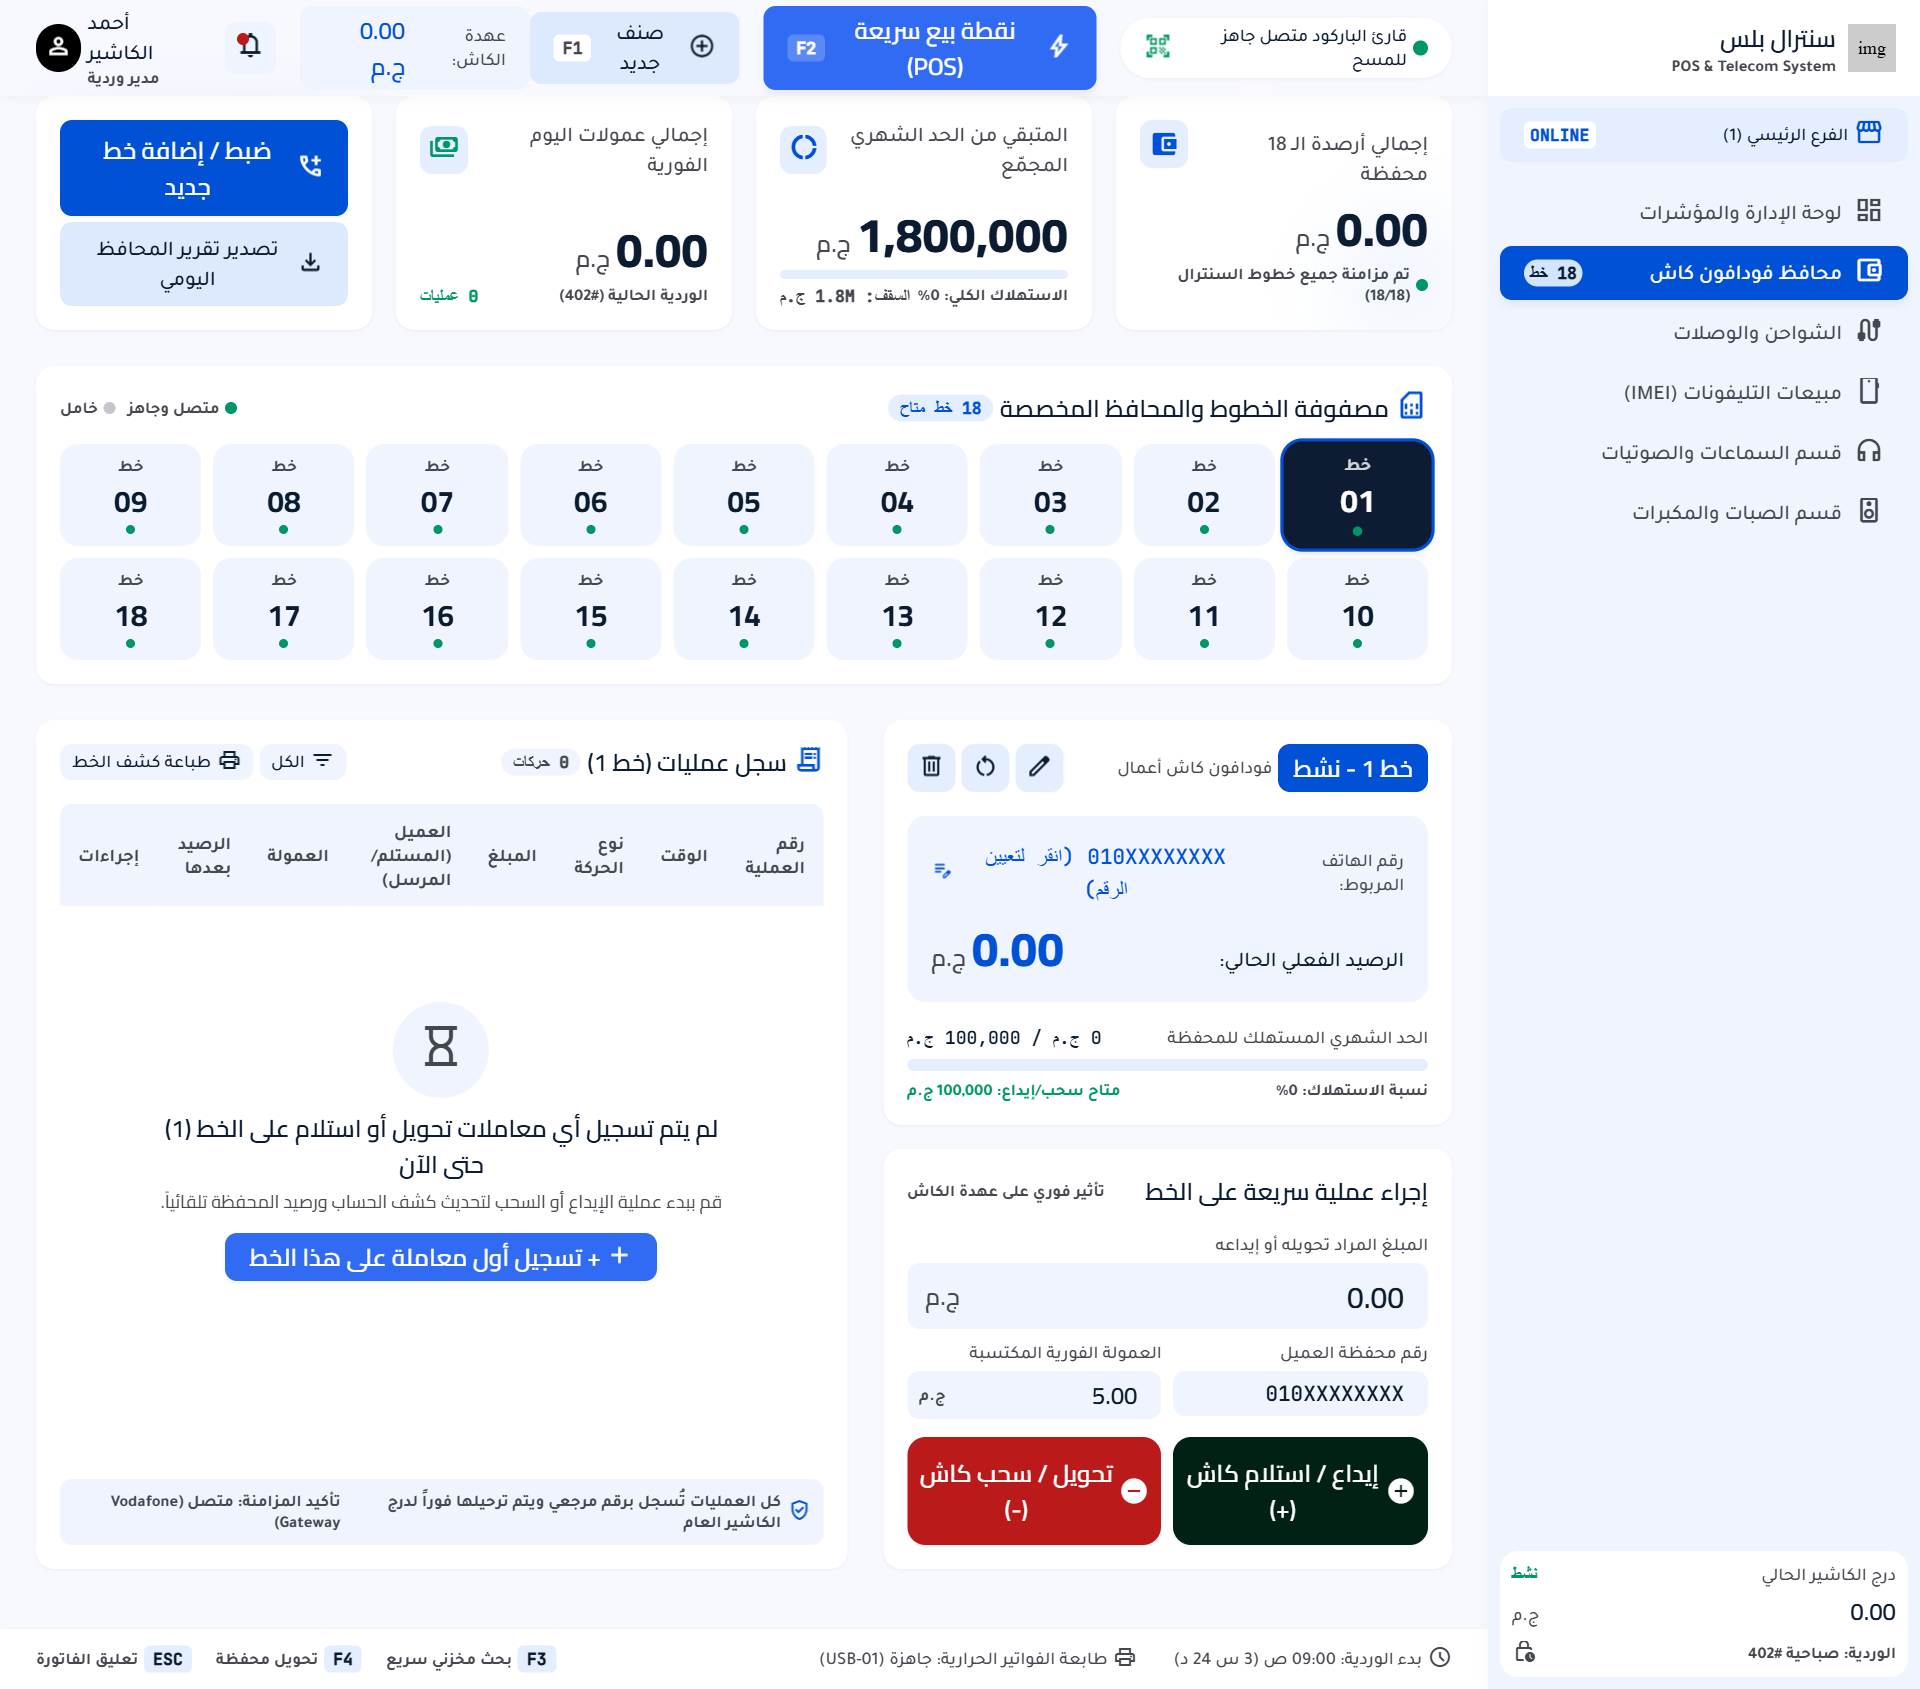 img
سنترال بلس
POS & Telecom System
الفرع الرئيسي (1)
ONLINE
لوحة الإدارة والمؤشرات
محافظ فودافون كاش
18 خط
الشواحن والوصلات
مبيعات التليفونات (IMEI)
قسم السماعات والصوتيات
قسم الصبات والمكبرات
درج الكاشير الحالي
نشط
0.00
ج.م
الوردية: صباحية #402
قارئ الباركود متصل جاهز
للمسح
نقطة بيع سريعة
(POS)
F2
صنف
جديد
F1
عهدة
الكاش:
0.00
ج.م
أحمد
الكاشير
مدير وردية
إجمالي أرصدة الـ 18
محفظة
0.00 ج.م
تم مزامنة جميع خطوط السنترال
(18/18)
المتبقي من الحد الشهري
المجمّع
1,800,000 ج.م
الاستهلاك الكلي: 0%
السقف: 1.8M ج.م
إجمالي عمولات اليوم
الفورية
0.00 ج.م
الوردية الحالية (#402)
0 عمليات
ضبط / إضافة خط
جديد
تصدير تقرير المحافظ
اليومي
مصفوفة الخطوط والمحافظ المخصصة
18 خط متاح
متصل وجاهز
خامل
خط
01
خط
02
خط
03
خط
04
خط
05
خط
06
خط
07
خط
08
خط
09
خط
10
خط
11
خط
12
خط
13
خط
14
خط
15
خط
16
خط
17
خط
18
خط 1 - نشط
فودافون كاش أعمال
رقم الهاتف
المربوط:
010XXXXXXXX (انقر لتعيين
الرقم)
الرصيد الفعلي الحالي:
0.00 ج.م
الحد الشهري المستهلك للمحفظة
0 ج.م / 100,000 ج.م
نسبة الاستهلاك: 0%
متاح سحب/إيداع: 100,000 ج.م
إجراء عملية سريعة على الخط
تأثير فوري على عهدة الكاش
المبلغ المراد تحويله أو إيداعه
0.00
ج.م
رقم محفظة العميل
010XXXXXXXX
العمولة الفورية المكتسبة
5.00
ج.م
إيداع / استلام كاش
(+)
تحويل / سحب كاش
(-)
سجل عمليات (خط 1)
0 حركات
الكل
طباعة كشف الخط
رقم
العملية
الوقت
نوع
الحركة
المبلغ
العميل
(المستلم/
المرسل)
العمولة
الرصيد
بعدها
إجراءات
لم يتم تسجيل أي معاملات تحويل أو استلام على الخط (1)
حتى الآن
قم ببدء عملية الإيداع أو السحب لتحديث كشف الحساب ورصيد المحفظة تلقائياً.
+ تسجيل أول معاملة على هذا الخط
كل العمليات تُسجل برقم مرجعي ويتم ترحيلها فوراً لدرج
الكاشير العام
تأكيد المزامنة: متصل (Vodafone
Gateway)
بدء الوردية: 09:00 ص (3 س 24 د)
طابعة الفواتير الحرارية: جاهزة (USB-01)
F3 بحث مخزني سريع
F4 تحويل محفظة
ESC تعليق الفاتورة